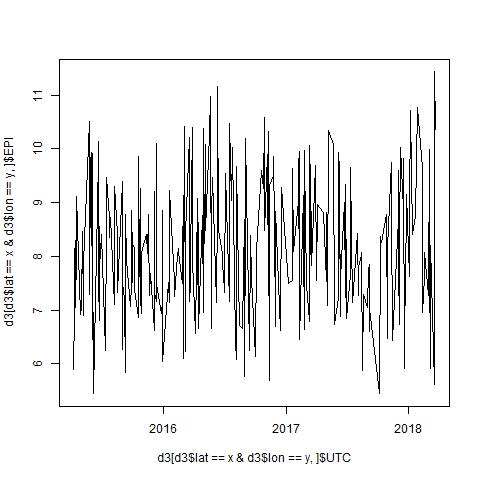 11
10
9
8
7
6
d3[d3$lat == x & d3$lon == y, ]$EPI
2016 2017 2018
d3[d3$lat == x & d3$lon == y, ]$UTC